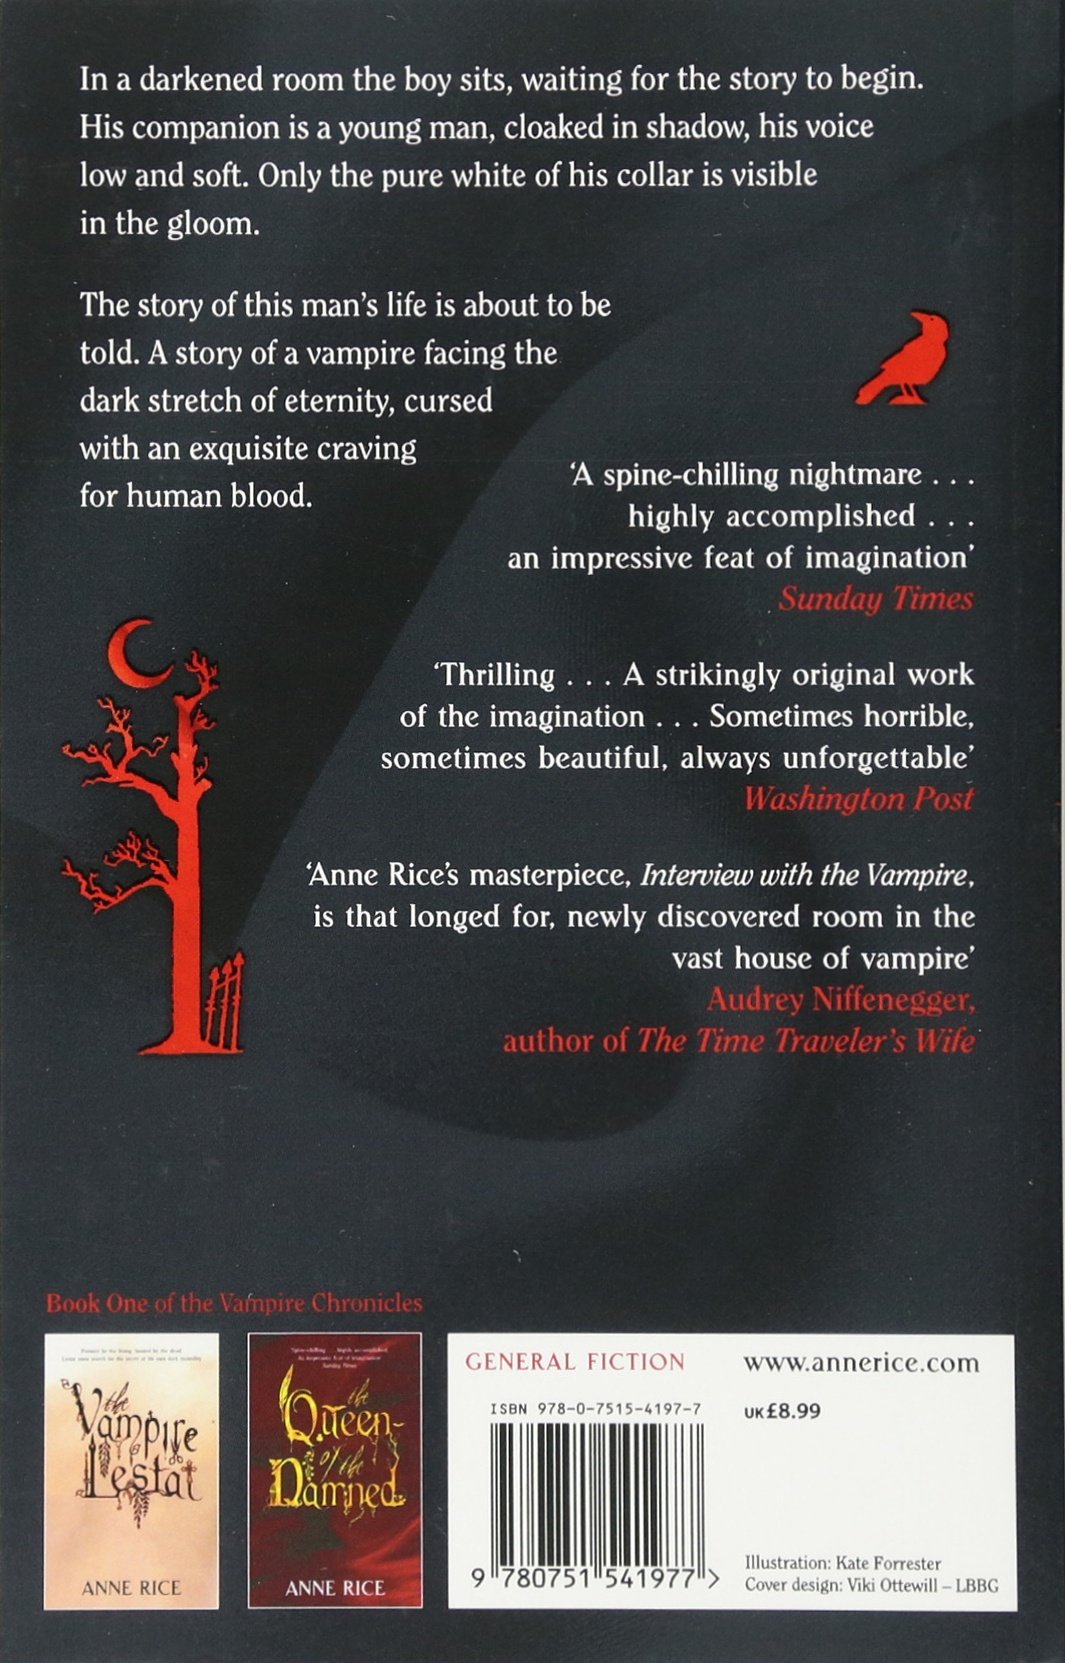 In a darkened room the boy sits, waiting for the story to begin.
His companion is a young man, cloaked in shadow, his voice
low and soft. Only the pure white of his collar is visible
in the gloom.
The story of this man's life is about to be
told. A story of a vampire facing the
dark stretch of eternity, cursed
with an exquisite craving
for human blood.
‘A spine-chilling nightmare . . .
highly accomplished . . .
an impressive feat of imagination’
Sunday Times
‘Thrilling . . . A strikingly original work
of the imagination . . . Sometimes horrible,
sometimes beautiful, always unforgettable’
Washington Post
‘Anne Rice's masterpiece, Interview with the Vampire,
is that longed for, newly discovered room in the
vast house of vampire’
Audrey Niffenegger,
author of The Time Traveler's Wife
Book One of the Vampire Chronicles
the
Vampire
Lestat
ANNE RICE
'Spine-chilling ... highly accomplished.
Sunday Times
the
Queen
of the
Damned
ANNE RICE
GENERAL FICTION
www.annerice.com
ISBN 978-0-7515-4197-7
UK£8.99
9 780751 541977 >
Illustration: Kate Forrester
Cover design: Viki Ottewill – LBBG